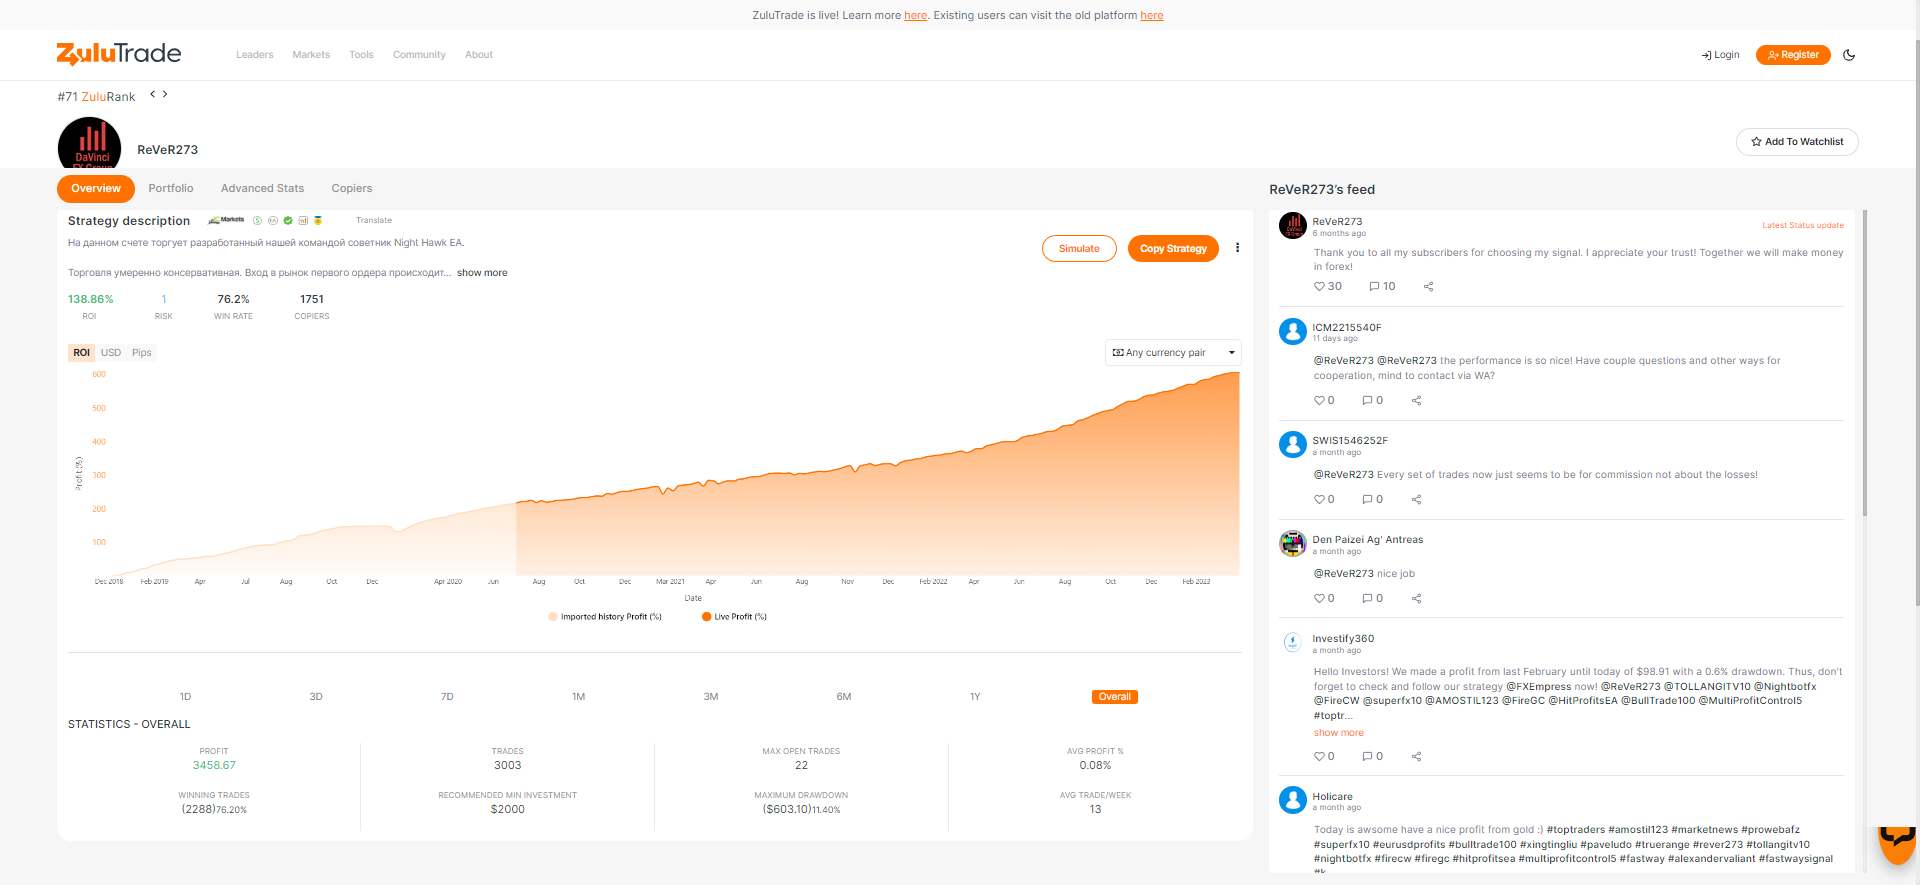 ZuluTrade is live! Learn more here. Existing users can visit the old platform here
ZuluTrade
Leaders
Markets
Tools
Community
About
Login
Register
#71 ZuluRank
DaVinci
FX Group
ReVeR273
Add To Watchlist
Overview
Portfolio
Advanced Stats
Copiers
Strategy description
Markets
Translate
На данном счете торгует разработанный нашей командой советник Night Hawk EA.
Торговля умеренно консервативная. Вход в рынок первого ордера происходит... show more
Simulate
Copy Strategy
138.86%
1
76.2%
1751
ROI
RISK
WIN RATE
COPIERS
ROI
USD
Pips
Any currency pair
600
500
400
300
200
100
Profit (%)
Dec 2018
Feb 2019
Apr
Jul
Aug
Oct
Dec
Apr 2020
Jun
Aug
Oct
Dec
Mar 2021
Apr
Jun
Aug
Nov
Dec
Feb 2022
Apr
Jun
Aug
Oct
Dec
Feb 2023
Date
Imported history Profit (%)
Live Profit (%)
1D
3D
7D
1M
3M
6M
1Y
Overall
STATISTICS - OVERALL
PROFIT
3458.67
TRADES
3003
MAX OPEN TRADES
22
AVG PROFIT %
0.08%
WINNING TRADES
(2288)76.20%
RECOMMENDED MIN INVESTMENT
$2000
MAXIMUM DRAWDOWN
($603.10)11.40%
AVG TRADE/WEEK
13
ReVeR273's feed
ReVeR273
6 months ago
Latest Status update
Thank you to all my subscribers for choosing my signal. I appreciate your trust! Together we will make money
in forex!
30
10
ICM2215540F
11 days ago
@ReVeR273 @ReVeR273 the performance is so nice! Have couple questions and other ways for
cooperation, mind to contact via WA?
0
0
SWIS1546252F
a month ago
@ReVeR273 Every set of trades now just seems to be for commission not about the losses!
0
0
Den Paizei Ag' Antreas
a month ago
@ReVeR273 nice job
0
0
Investify360
a month ago
Hello Investors! We made a profit from last February until today of $98.91 with a 0.6% drawdown. Thus, don't
forget to check and follow our strategy @FXEmpress now! @ReVeR273 @TOLLANGITV10 @Nightbotfx
@FireCW @superfx10 @AMOSTIL123 @FireGC @HitProfitsEA @BullTrade100 @MultiProfitControl5
#toptr...
show more
0
0
Holicare
a month ago
Today is awsome have a nice profit from gold :) #toptraders #amostil123 #marketnews #prowebafz
#superfx10 #eurusdprofits #bulltrade100 #xingtingliu #paveludo #truerange #rever273 #tollangitv10
#nightbotfx #firecw #firegc #hitprofitsea #multiprofitcontrol5 #fastway #alexandervaliant #fastwaysignal